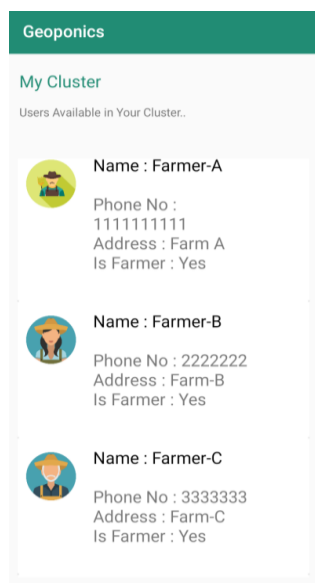 Geoponics
My Cluster
Users Available in Your Cluster..
Name : Farmer-A
Phone No :
1111111111
Address : Farm A
Is Farmer : Yes
Name : Farmer-B
Phone No : 2222222
Address : Farm-B
Is Farmer : Yes
Name : Farmer-C
Phone No : 3333333
Address : Farm-C
Is Farmer : Yes